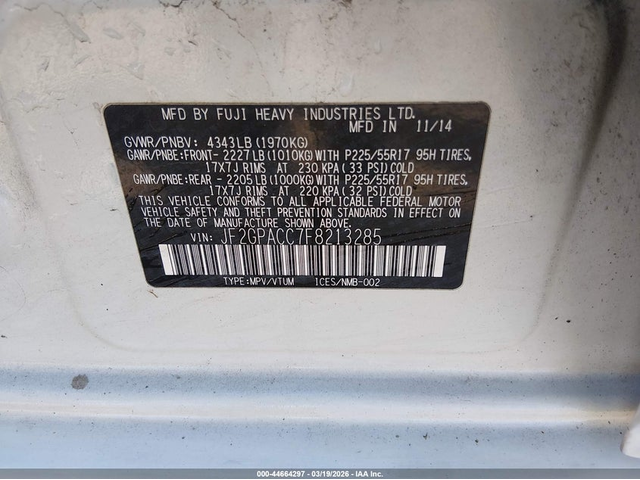 MFD BY FUJI HEAVY INDUSTRIES LTD.
MFD IN 11/14
GVWR/PNBV: 4343LB (1970KG)
GAWR/PNBE:FRONT- 2227LB(1010KG)WITH P225/55R17 95H TIRES,
17X7J RIMS AT 230 KPA(33 PSI)COLD
GAWR/PNBE:REAR - 2205LB(1000KG)WITH P225/55R17 95H TIRES,
17X7J RIMS AT 220 KPA(32 PSI)COLD
THIS VEHICLE CONFORMS TO ALL APPLICABLE FEDERAL MOTOR
VEHICLE SAFETY AND THEFT PREVENTION STANDARDS IN EFFECT ON
THE DATE OF MANUFACTURE SHOWN ABOVE.
VIN: JF2GPACC7F8213285
TYPE:MPV/VTUM 1CES/NMB-002
000-44664297 - 03/19/2026 - IAA Inc.